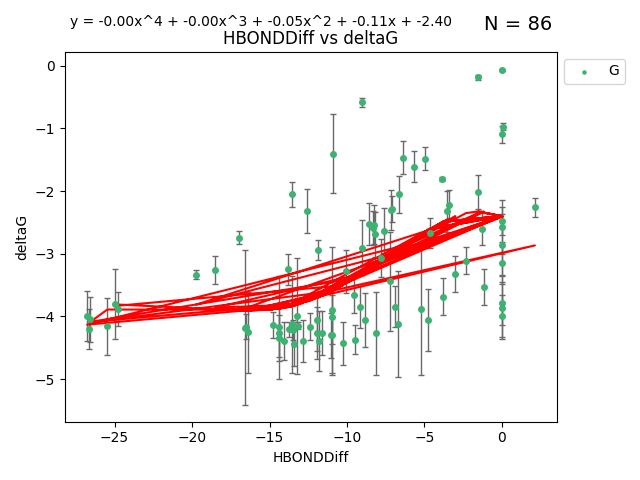 y = -0.00x^4 + -0.00x^3 + -0.05x^2 + -0.11x + -2.40
N = 86
HBONDDiff vs deltaG
G
0
−1
−2
−3
−4
−5
deltaG
−25
−20
−15
−10
−5
0
HBONDDiff